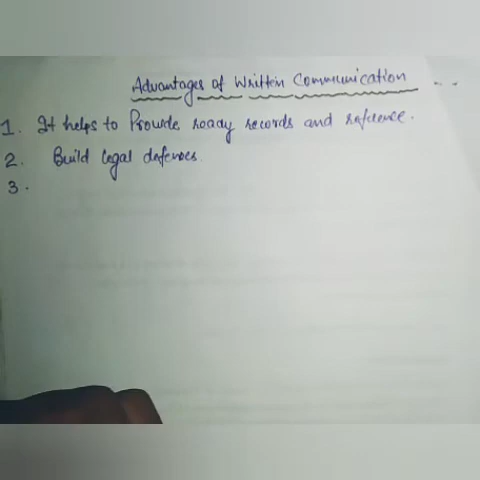 Advantages of Written Communication - -
1. It helps to Provide ready records and reference.
2. Build legal defences
3.